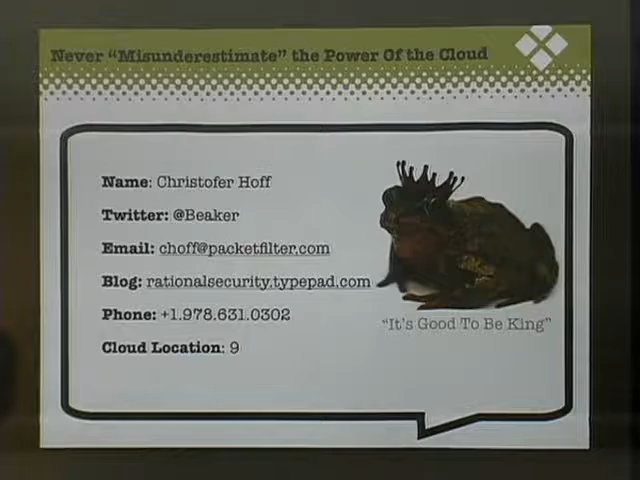 Never “Misunderestimate” the Power Of the Cloud
Name: Christofer Hoff
Twitter: @Beaker
Email: choff@packetfilter.com
Blog: rationalsecurity.typepad.com
Phone: +1.978.631.0302
“It's Good To Be King”
Cloud Location: 9